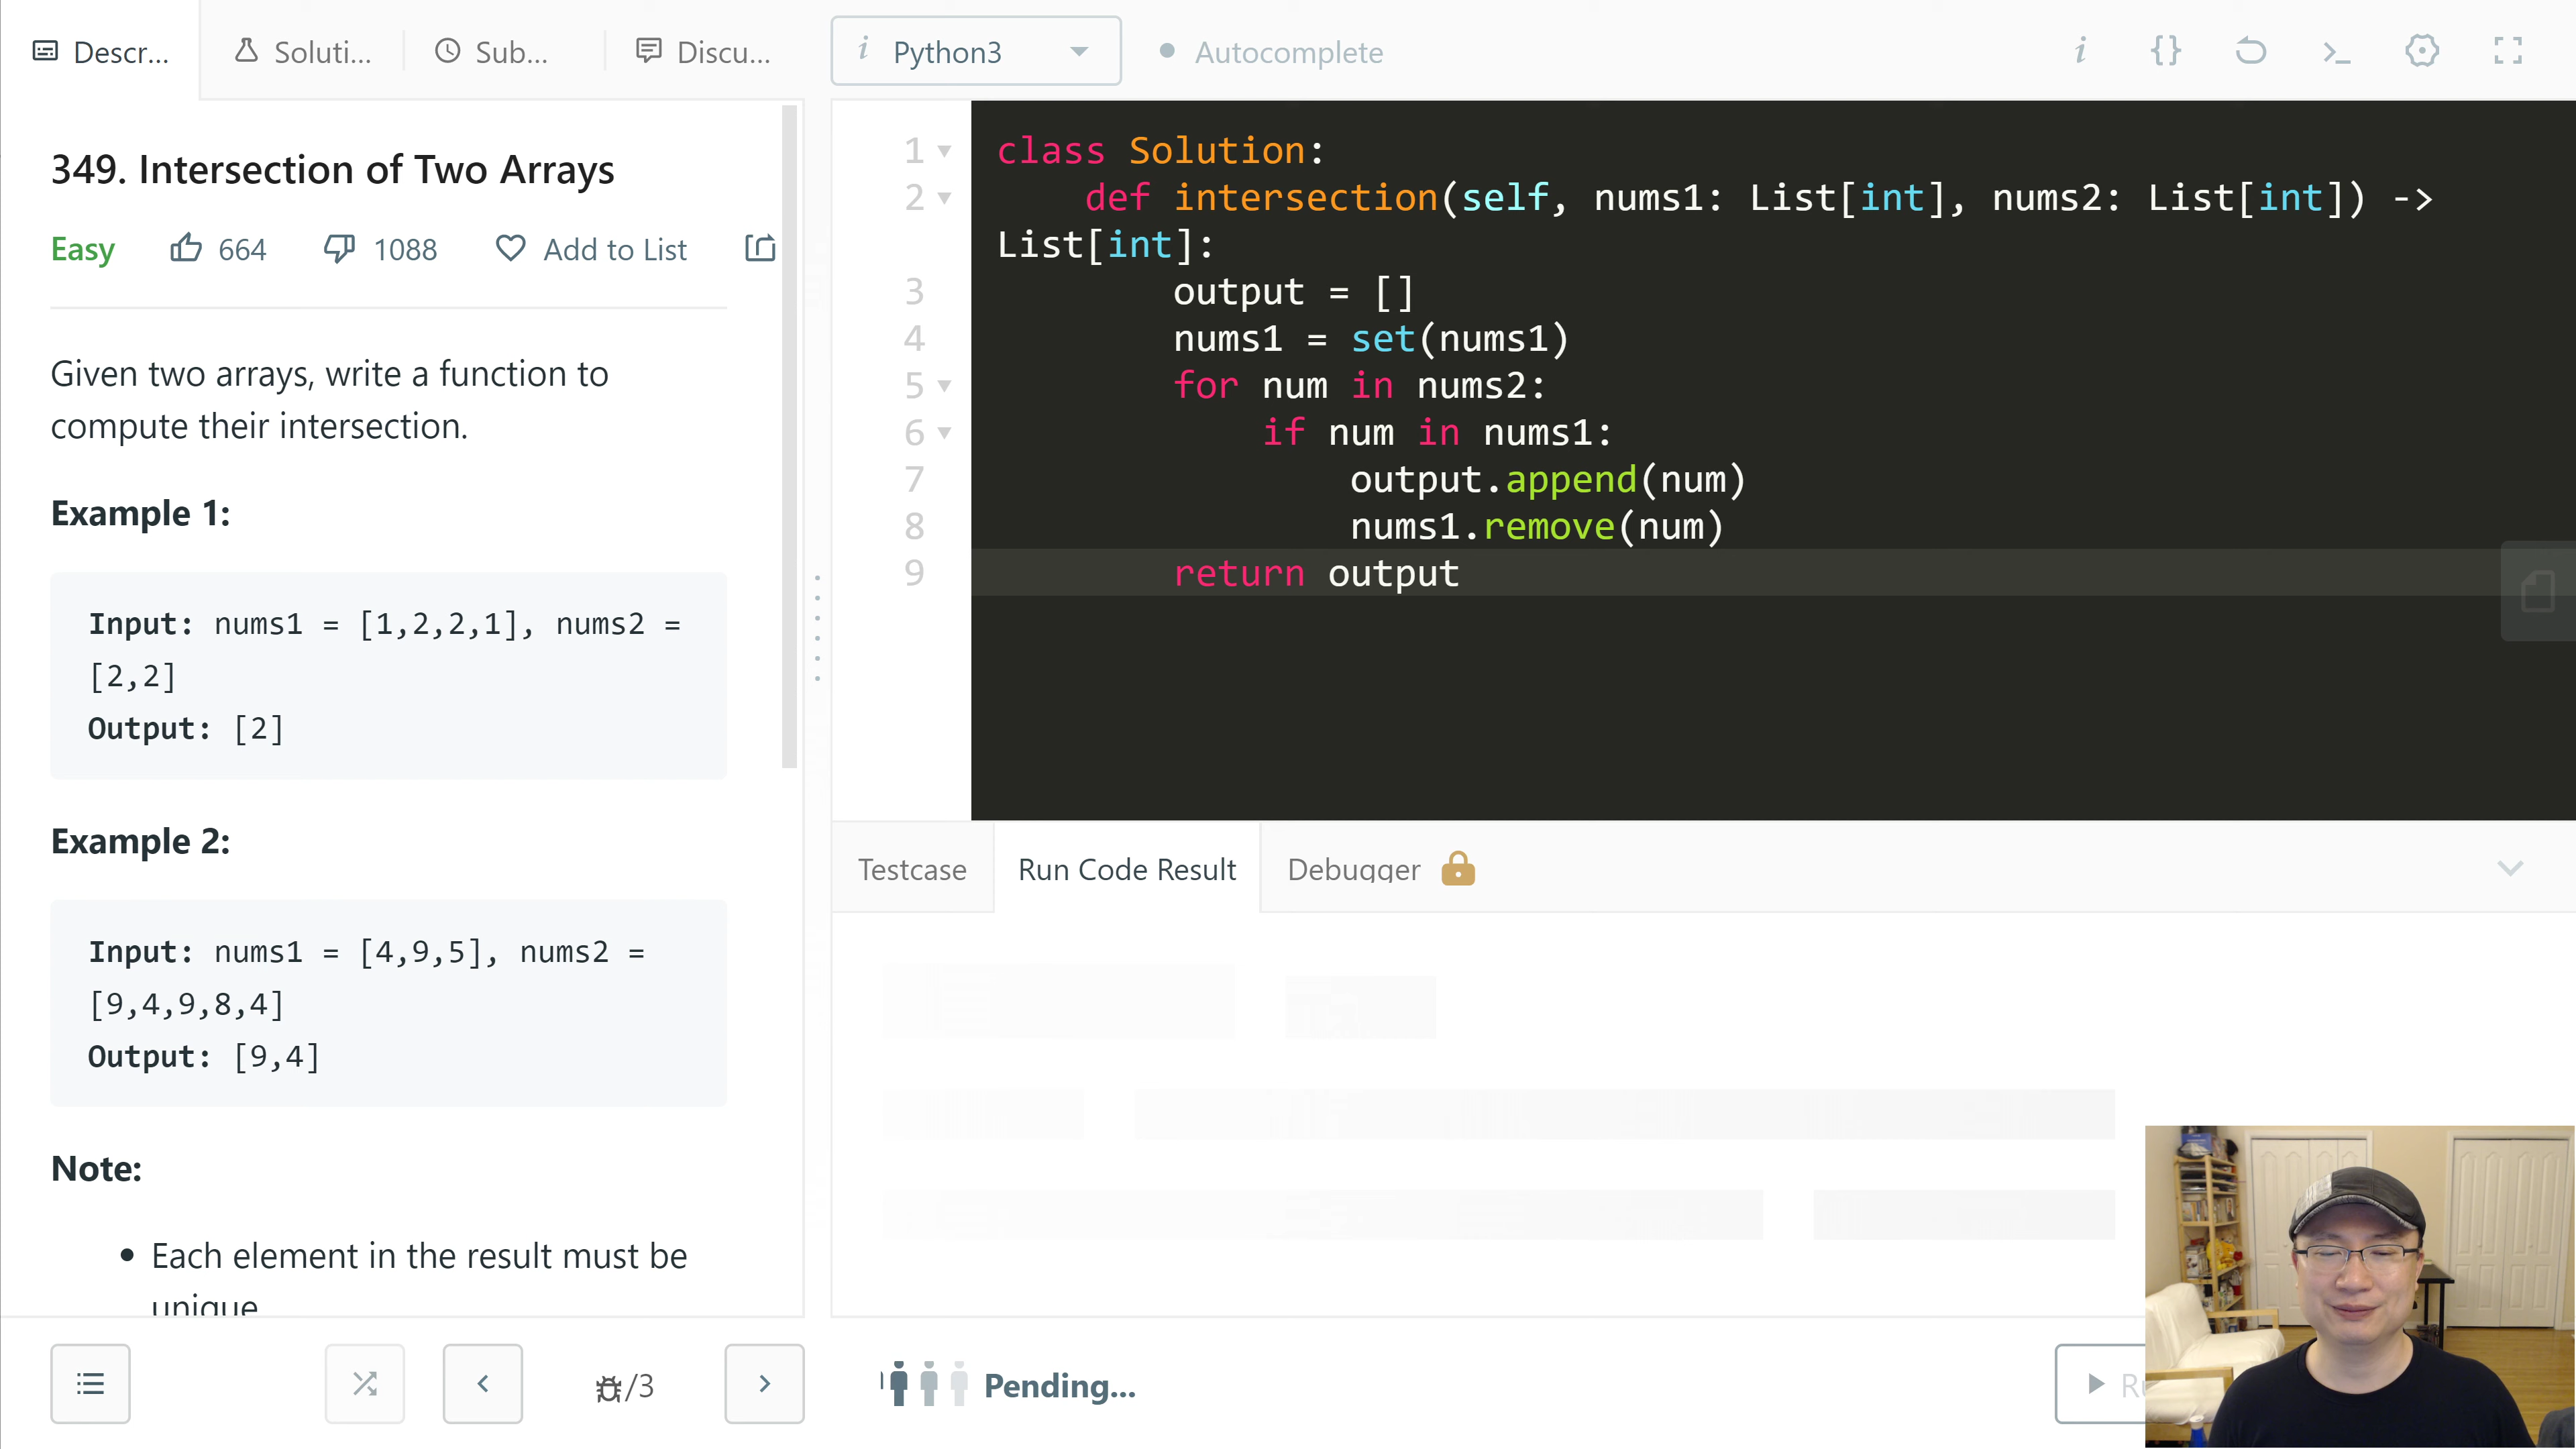 Descr...
Soluti...
Sub...
Discu...
i Python3
Autocomplete
i {} >_
349. Intersection of Two Arrays
Easy 664 1088 Add to List
Given two arrays, write a function to
compute their intersection.
Example 1:
Input: nums1 = [1,2,2,1], nums2 =
[2,2]
Output: [2]
Example 2:
Input: nums1 = [4,9,5], nums2 =
[9,4,9,8,4]
Output: [9,4]
Note:
• Each element in the result must be
unique
/3
1 class Solution:
2 def intersection(self, nums1: List[int], nums2: List[int]) ->
List[int]:
3 output = []
4 nums1 = set(nums1)
5 for num in nums2:
6 if num in nums1:
7 output.append(num)
8 nums1.remove(num)
9 return output
Testcase
Run Code Result
Debugger
Pending...